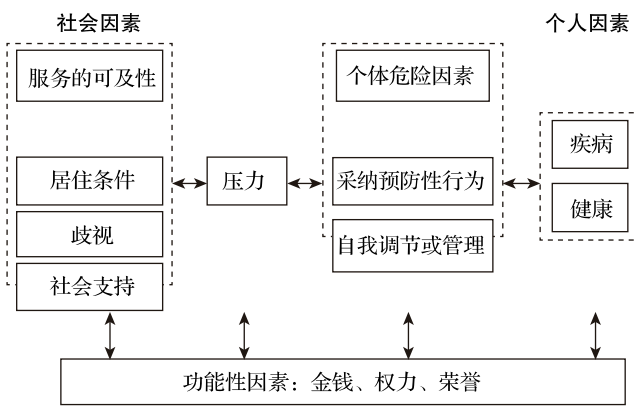 社会因素
个人因素
服务的可及性
个体危险因素
疾病
居住条件
压力
采纳预防性行为
健康
歧视
自我调节或管理
社会支持
功能性因素：金钱、权力、荣誉